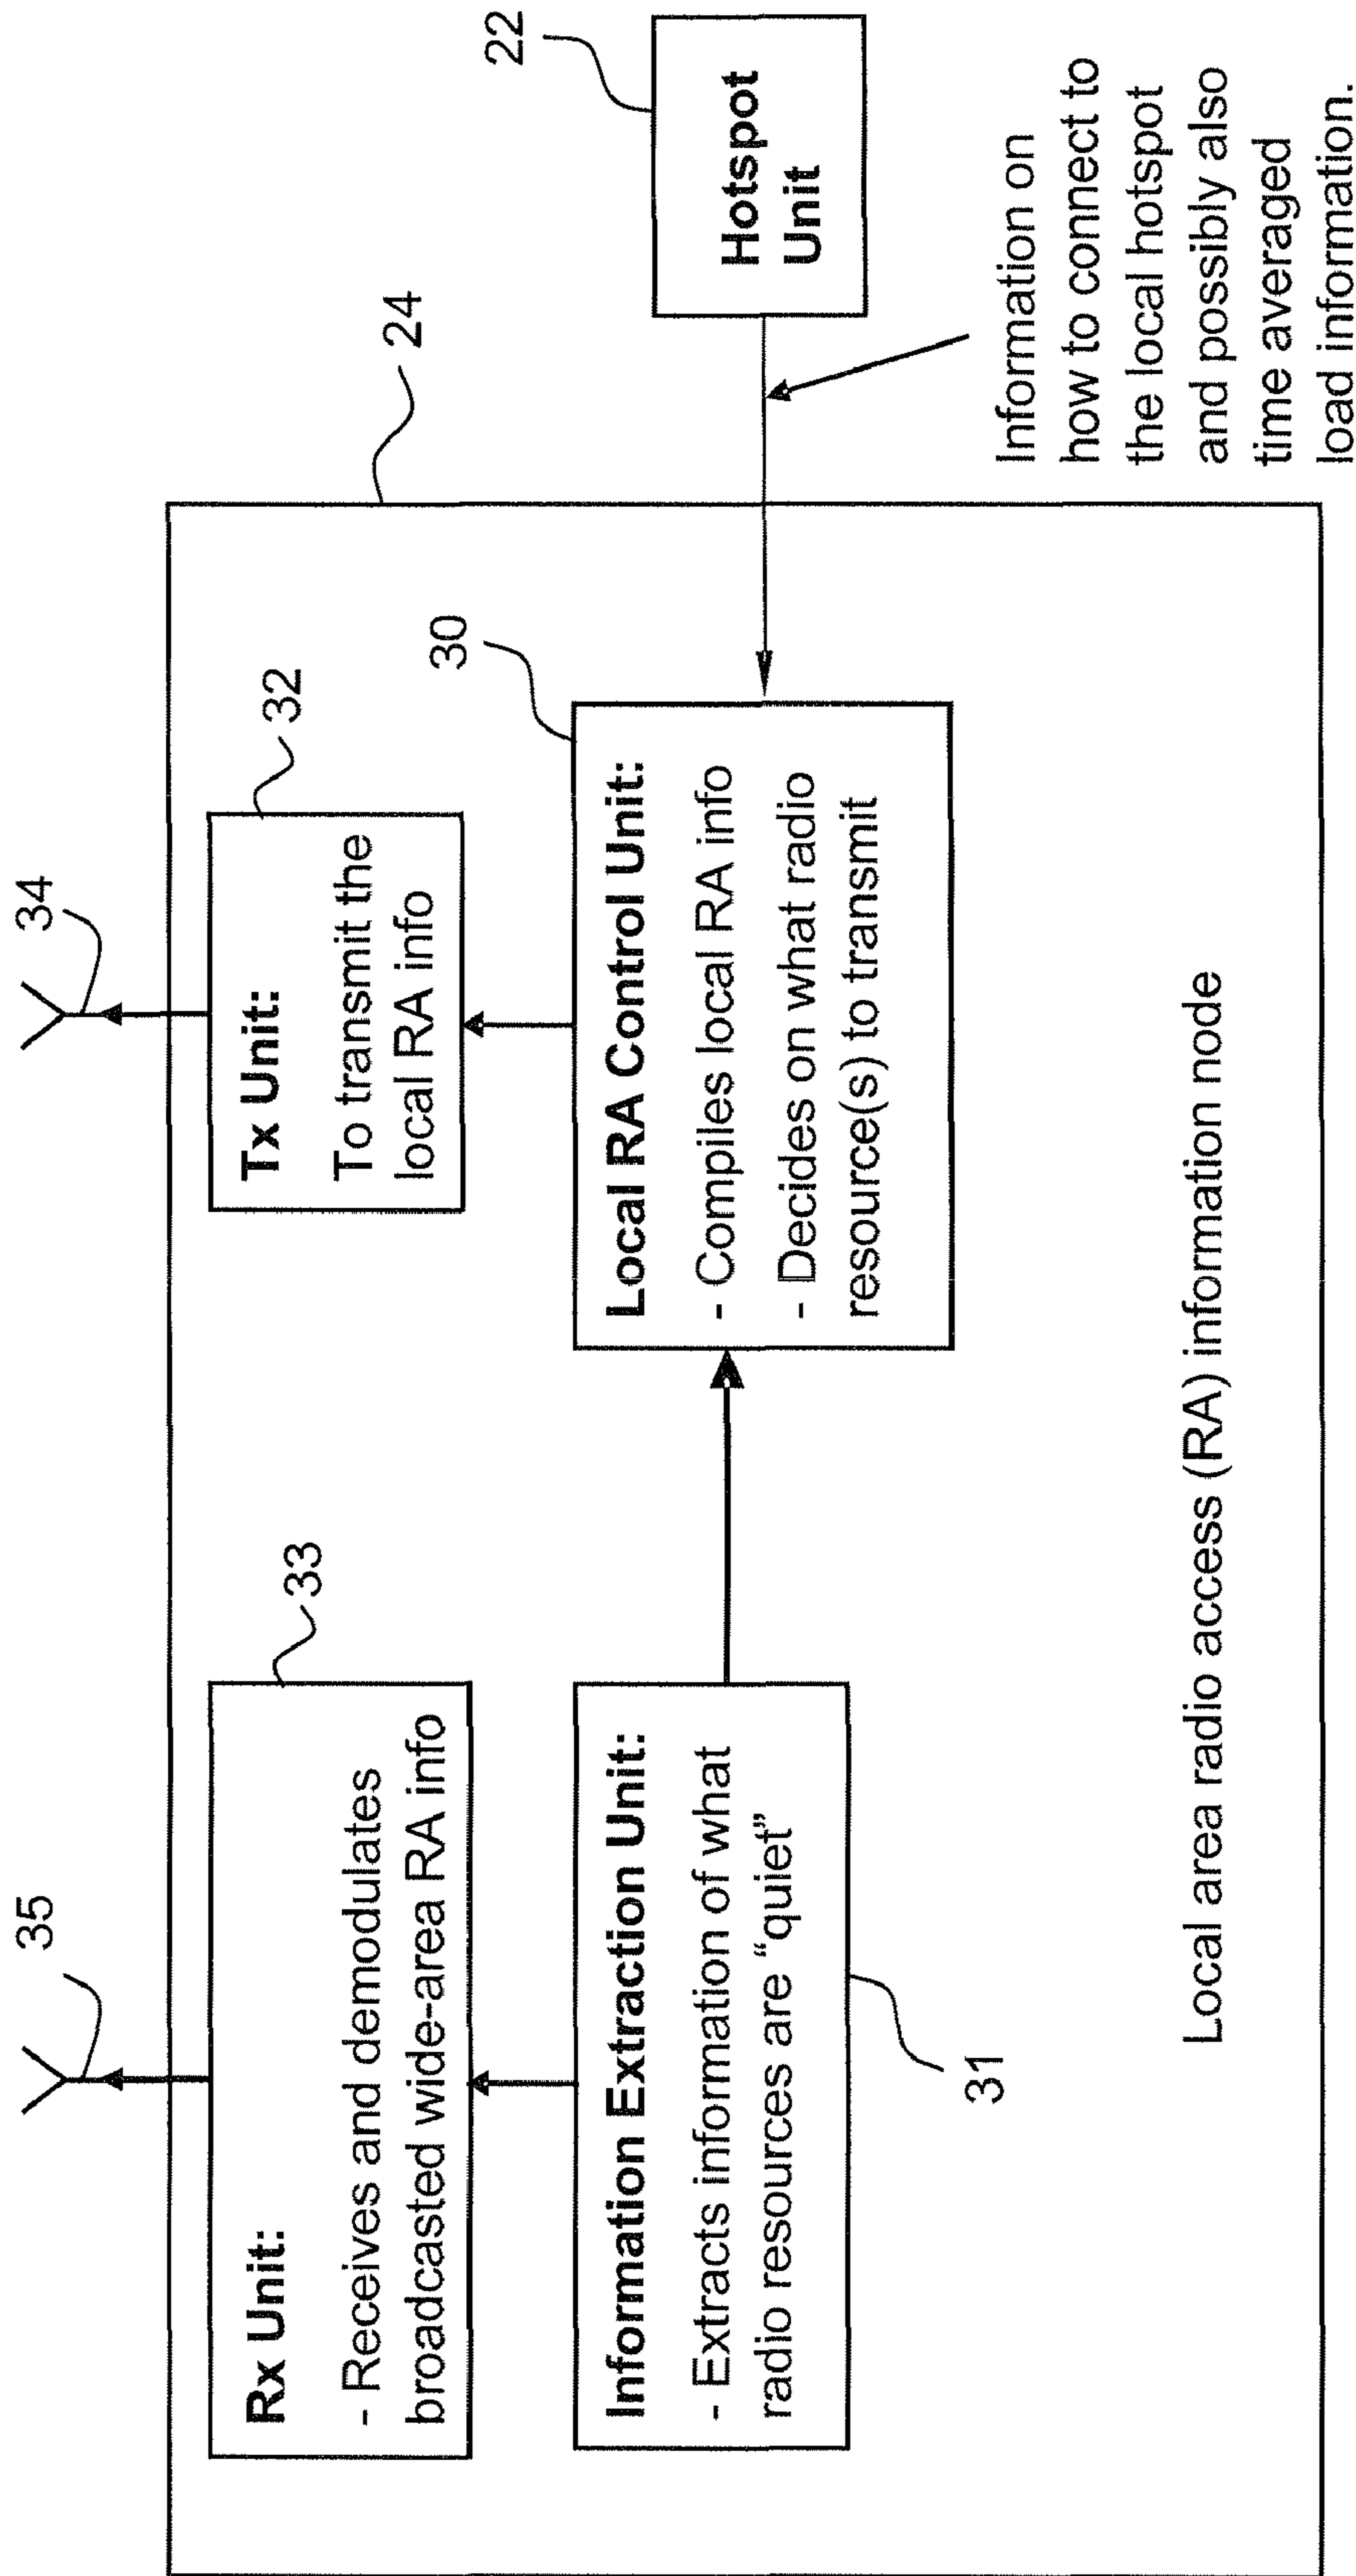 35
34
33
Rx Unit:
- Receives and demodulates
broadcasted wide-area RA info
32
Tx Unit:
To transmit the
local RA info
24
22
Hotspot
Unit
31
Information Extraction Unit:
- Extracts information of what
radio resources are “quiet”
30
Local RA Control Unit:
- Compiles local RA info
- Decides on what radio
resource(s) to transmit
Information on
how to connect to
the local hotspot
and possibly also
time averaged
load information.
Local area radio access (RA) information node